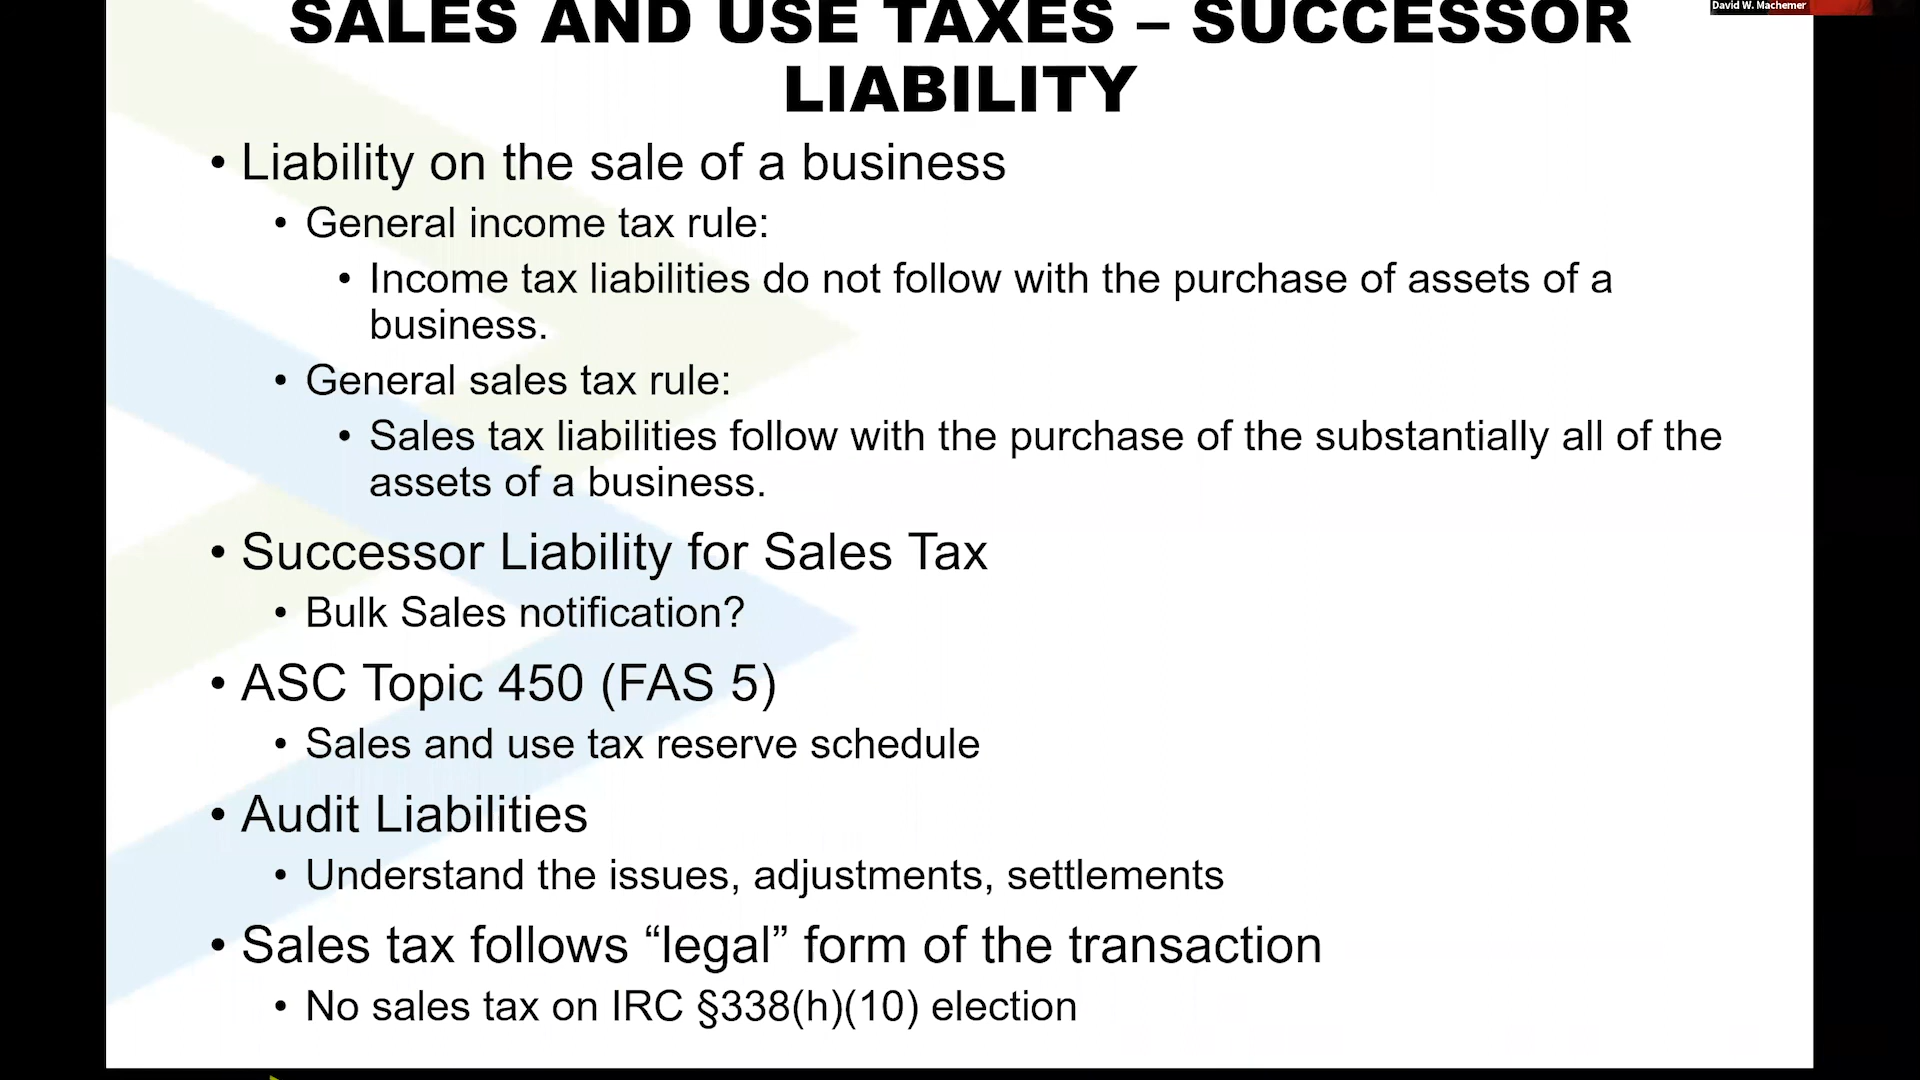 David W. Machemer
SALES AND USE TAXES – SUCCESSOR
LIABILITY
• Liability on the sale of a business
• General income tax rule:
• Income tax liabilities do not follow with the purchase of assets of a
business.
• General sales tax rule:
• Sales tax liabilities follow with the purchase of the substantially all of the
assets of a business.
• Successor Liability for Sales Tax
• Bulk Sales notification?
• ASC Topic 450 (FAS 5)
• Sales and use tax reserve schedule
• Audit Liabilities
• Understand the issues, adjustments, settlements
• Sales tax follows “legal” form of the transaction
• No sales tax on IRC §338(h)(10) election